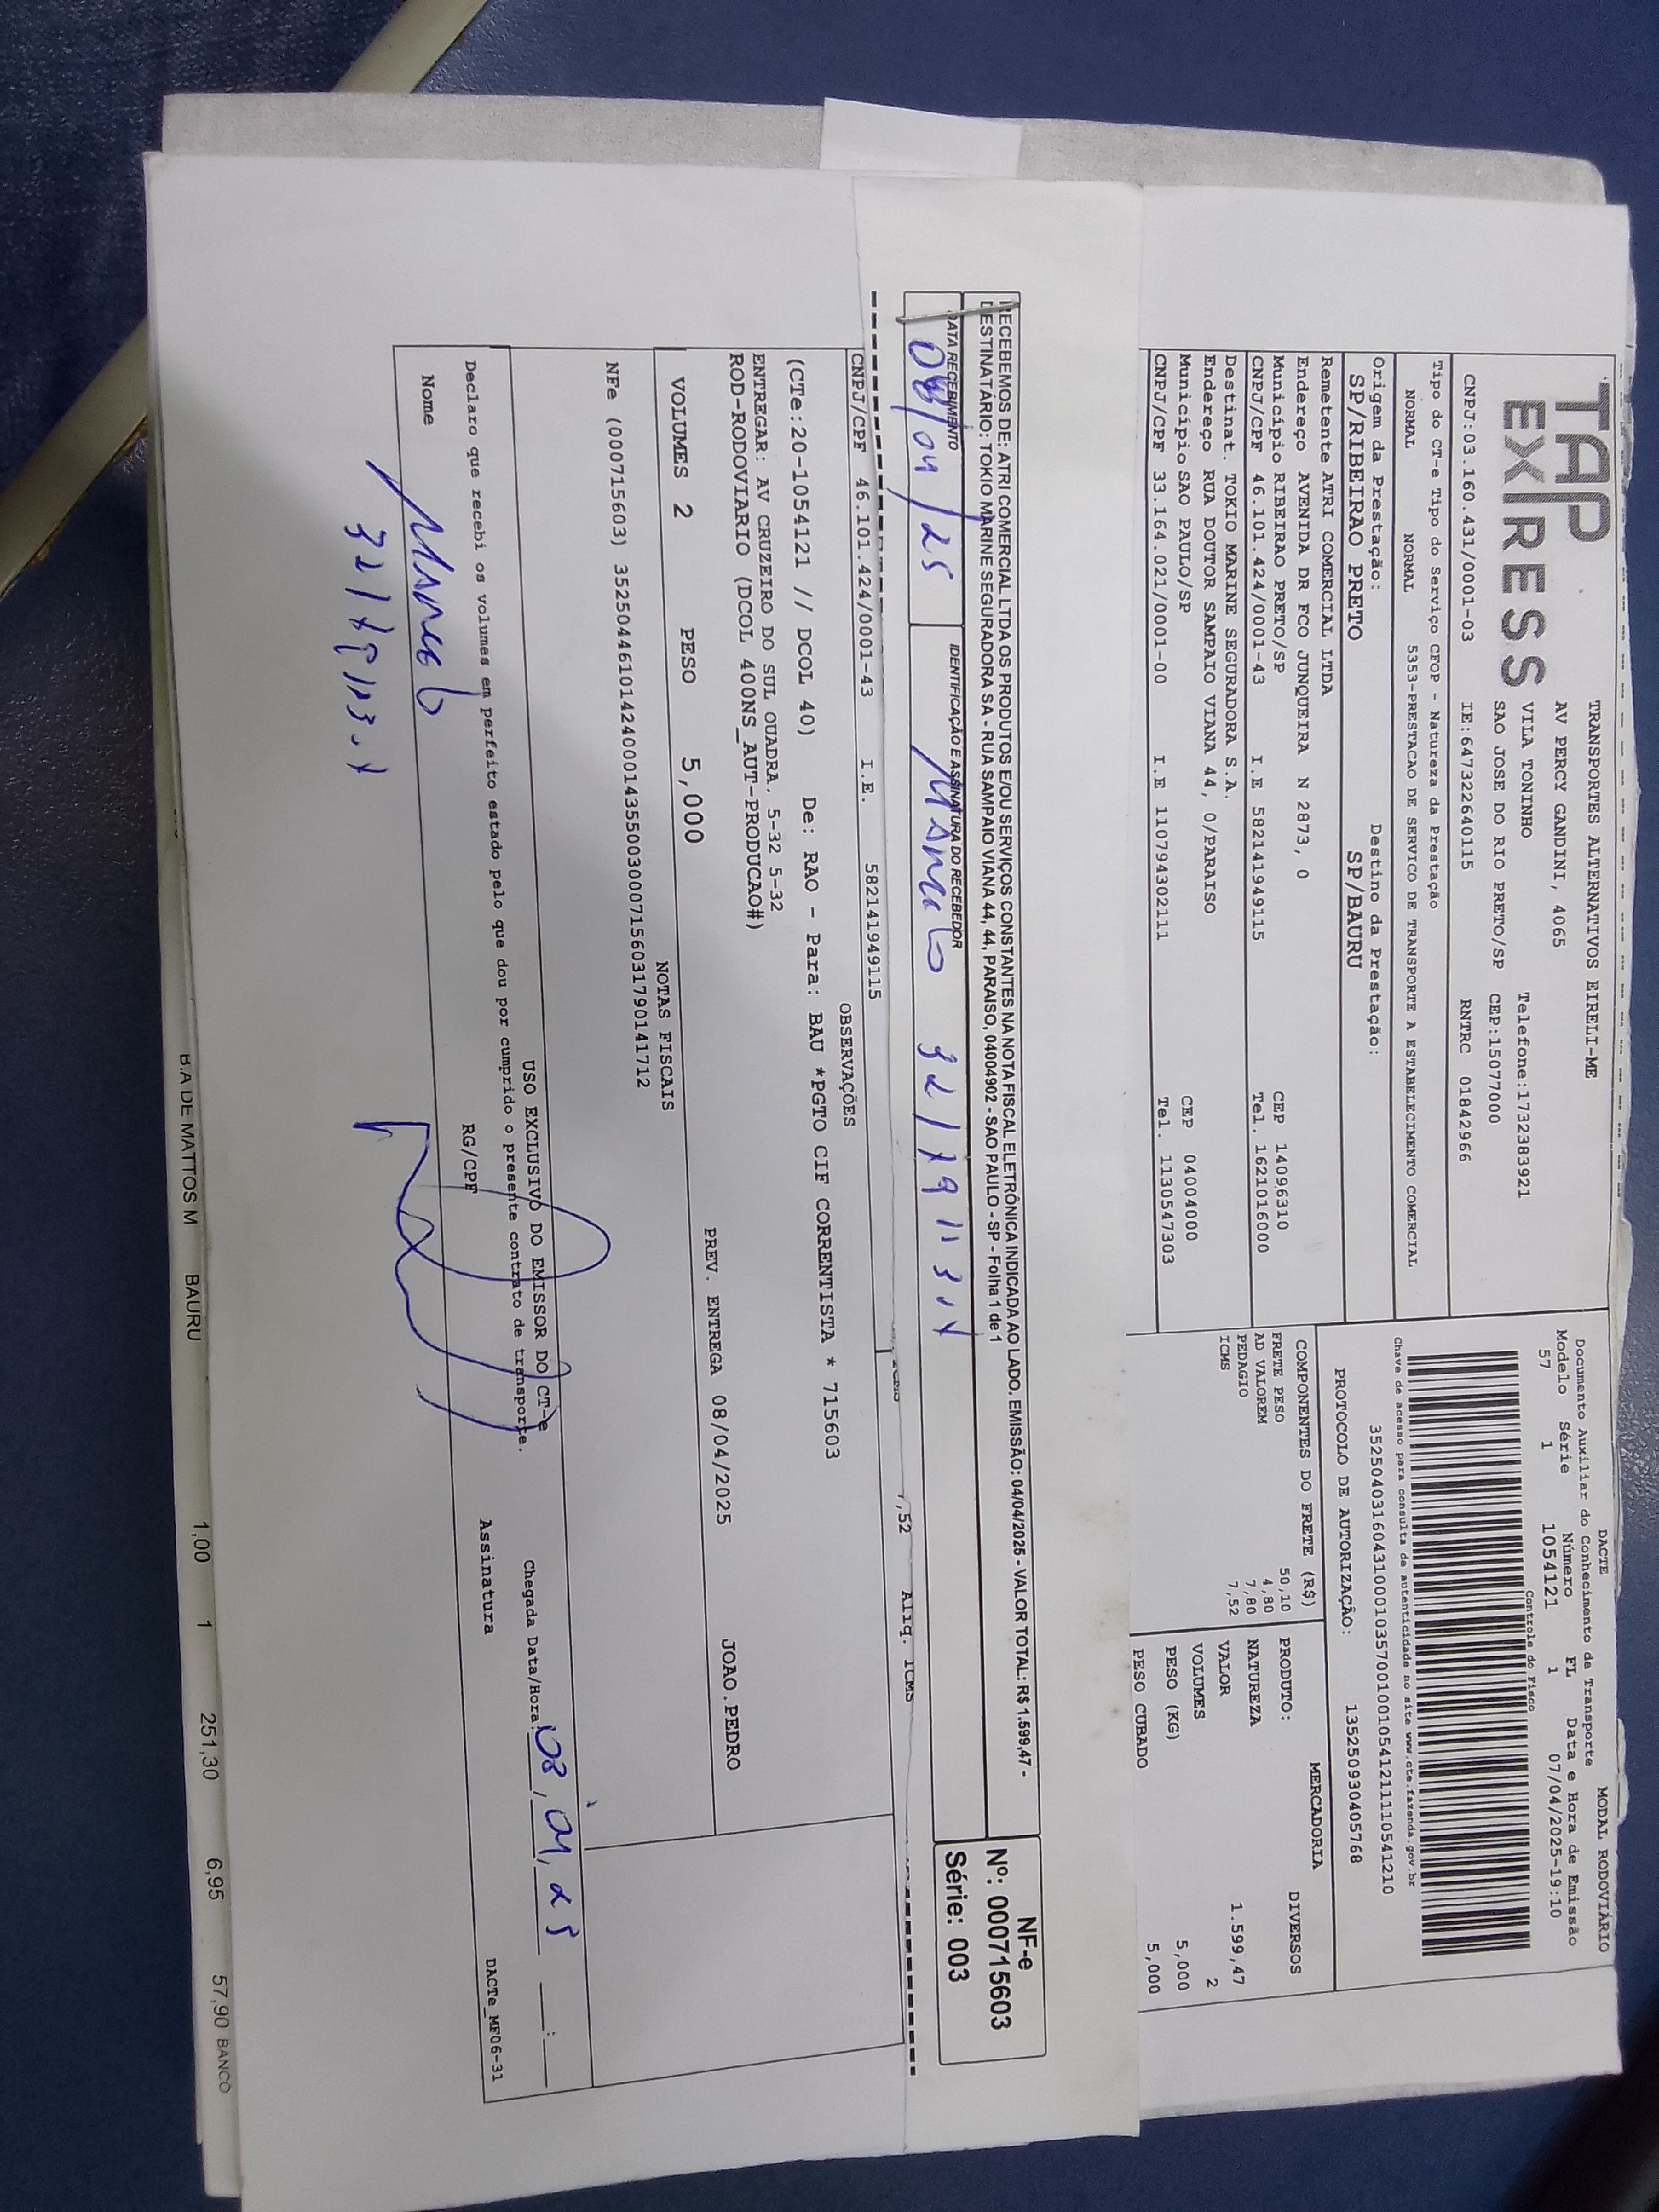 TAP
EXPRESS
TRANSPORTES ALTERNATIVOS EIRELI-ME
AV PERCY GANDINI, 4065
VILA TONINHO Telefone:1732383921
SAO JOSE DO RIO PRETO/SP CEP:15077000
CNPJ:03.160.431/0001-03 IE:647322640115 RNTRC 01842966
DACTE MODAL RODOVIÁRIO
Documento Auxiliar do Conhecimento de Transporte
Modelo Série Número FL Data e Hora de Emissão
57 1 1054121 1 07/04/2025-19:10
Controle do Fisco
Chave de acesso para consulta de autenticidade no site www.cte.fazenda.gov.br
35250403160431000103570010010541211110541210
PROTOCOLO DE AUTORIZAÇÃO: 135250930405768
Tipo do CT-e Tipo do Serviço CFOP - Natureza da Prestação
NORMAL NORMAL 5353-PRESTACAO DE SERVICO DE TRANSPORTE A ESTABELECIMENTO COMERCIAL
Origem da Prestação: Destino da Prestação:
SP/RIBEIRAO PRETO SP/BAURU
Remetente ATRI COMERCIAL LTDA
Endereço AVENIDA DR FCO JUNQUEIRA N 2873, 0
Município RIBEIRAO PRETO/SP CEP 14096310
CNPJ/CPF 46.101.424/0001-43 I.E 582141949115 Tel. 1621016000
Destinat. TOKIO MARINE SEGURADORA S.A.
Endereço RUA DOUTOR SAMPAIO VIANA 44, 0/PARAISO
Município SAO PAULO/SP CEP 04004000
CNPJ/CPF 33.164.021/0001-00 I.E 110794302111 Tel. 1130547303
COMPONENTES DO FRETE (R$)
FRETE PESO 50,10
AD VALOREM 4,80
PEDAGIO 7,80
ICMS 7,52
MERCADORIA
PRODUTO: DIVERSOS
NATUREZA
VALOR 1.599,47
VOLUMES 2
PESO (KG) 5,000
PESO CUBADO 5,000
RECEBEMOS DE: ATRI COMERCIAL LTDA OS PRODUTOS E/OU SERVIÇOS CONSTANTES NA NOTA FISCAL ELETRÔNICA INDICADA AO LADO. EMISSÃO: 04/04/2025 - VALOR TOTAL: R$ 1.599,47 -
DESTINATÁRIO: TOKIO MARINE SEGURADORA SA - RUA SAMPAIO VIANA 44, 44, PARAISO, 04004902 - SAO PAULO - SP - Folha 1 de 1
DATA RECEBIMENTO IDENTIFICAÇÃO E ASSINATURA DO RECEBEDOR
08/04/25
NF-e
Nº: 000715603
Série: 003
7,52 Aliq. ICMS
CNPJ/CPF 46.101.424/0001-43 I.E. 582141949115
OBSERVAÇÕES
(CTe:20-1054121 // DCOL 40) De: RAO - Para: BAU *PGTO CIF CORRENTISTA * 715603
ENTREGAR: AV CRUZEIRO DO SUL QUADRA. 5-32 5-32
ROD-RODOVIARIO (DCOL 400NS_AUT-PRODUCAO#)
VOLUMES 2 PESO 5,000 PREV. ENTREGA 08/04/2025 JOAO.PEDRO
NOTAS FISCAIS
NFe (000715603) 35250446101424000143550030007156031790141712
USO EXCLUSIVO DO EMISSOR DO CT-e Chegada Data/Hora: 08,04,25 __:__
Declaro que recebi os volumes em perfeito estado pelo que dou por cumprido o presente contrato de transporte.
Nome RG/CPF Assinatura DACTe_MF06-31
B.A DE MATTOS M BAURU 1,00 1 251,30 6,95 57,90 BANCO